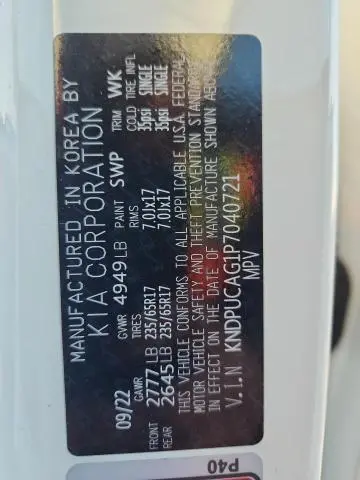 MANUFACTURED IN KOREA BY
KIA CORPORATION
09/22 GVWR 4949LB PAINT SWP TRIM WK
GAWR TIRES RIMS COLD TIRE INFL
FRONT 2777LB 235/65R17 7.0Jx17 35psi SINGLE
REAR 2645LB 235/65R17 7.0Jx17 35psi SINGLE
THIS VEHICLE CONFORMS TO ALL APPLICABLE U.S.A. FEDERAL
MOTOR VEHICLE SAFETY AND THEFT PREVENTION STANDARDS
IN EFFECT ON THE DATE OF MANUFACTURE SHOWN ABOVE
V.I.N KNDPUCAG1P7040721
MPV
P40